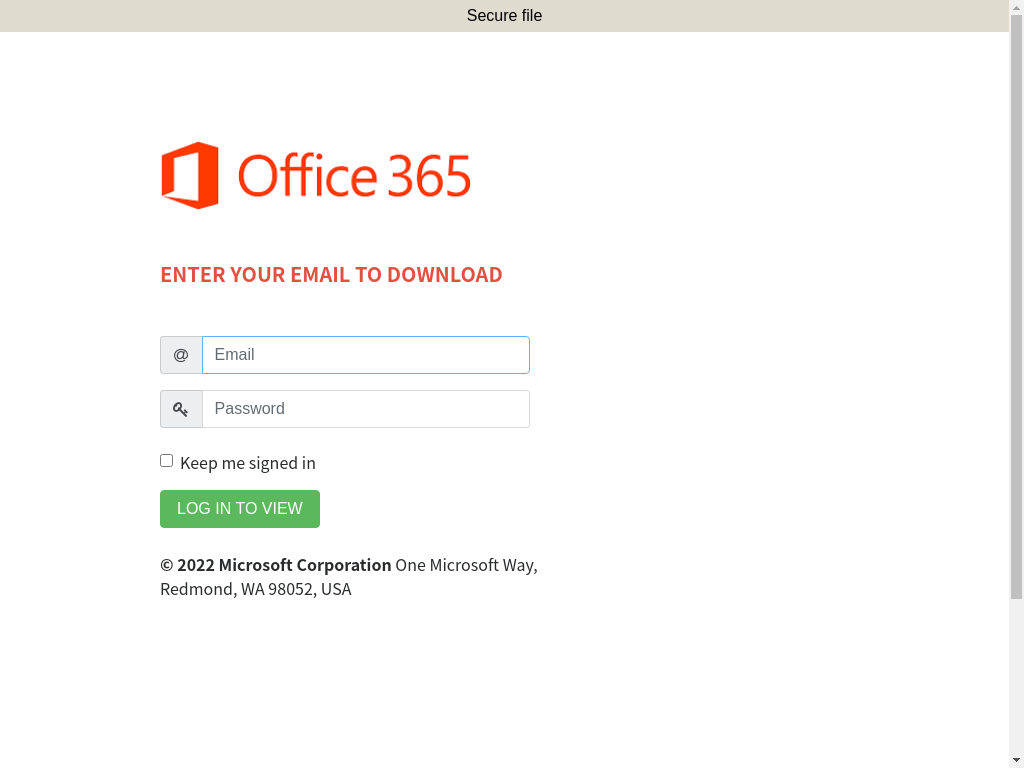 Secure file
Office 365
ENTER YOUR EMAIL TO DOWNLOAD
@ Email
Password
Keep me signed in
LOG IN TO VIEW
© 2022 Microsoft Corporation One Microsoft Way,
Redmond, WA 98052, USA